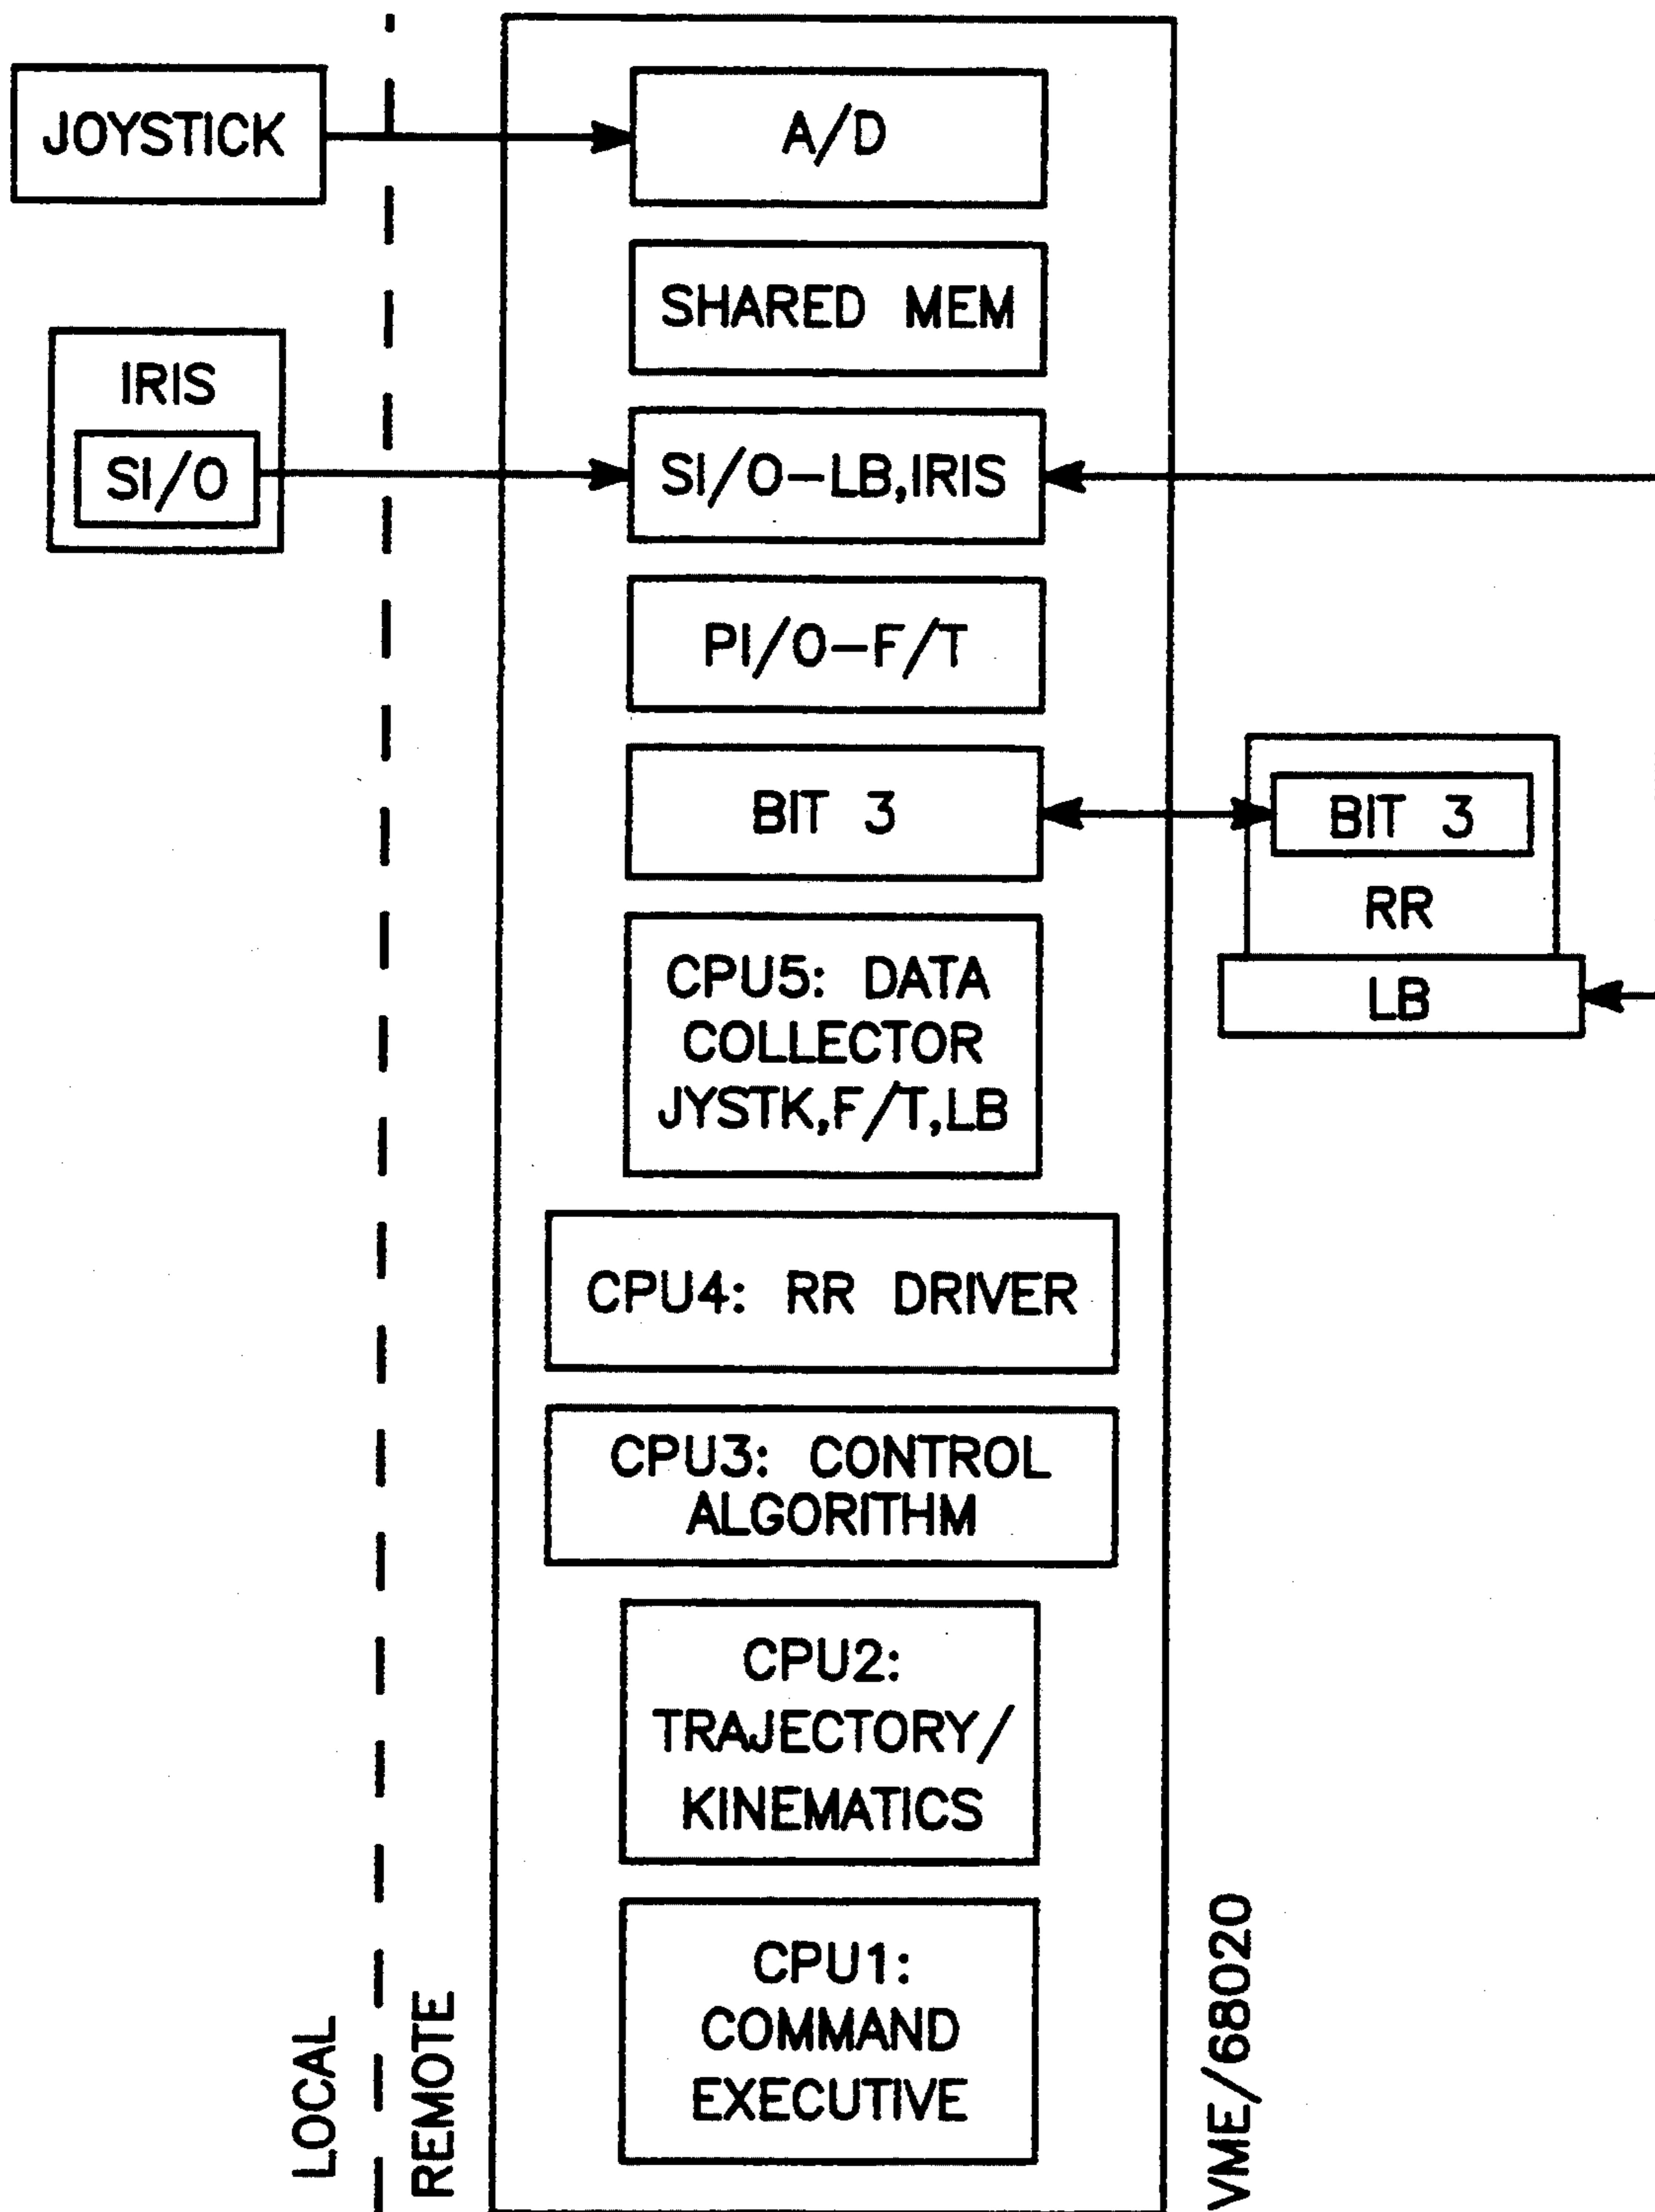 JOYSTICK
A/D
SHARED MEM
IRIS
SI/O
SI/O-LB,IRIS
PI/O-F/T
BIT 3
BIT 3
RR
LB
CPU5: DATA
COLLECTOR
JYSTK,F/T,LB
CPU4: RR DRIVER
CPU3: CONTROL
ALGORITHM
CPU2:
TRAJECTORY/
KINEMATICS
CPU1:
COMMAND
EXECUTIVE
LOCAL
REMOTE
VME/68020